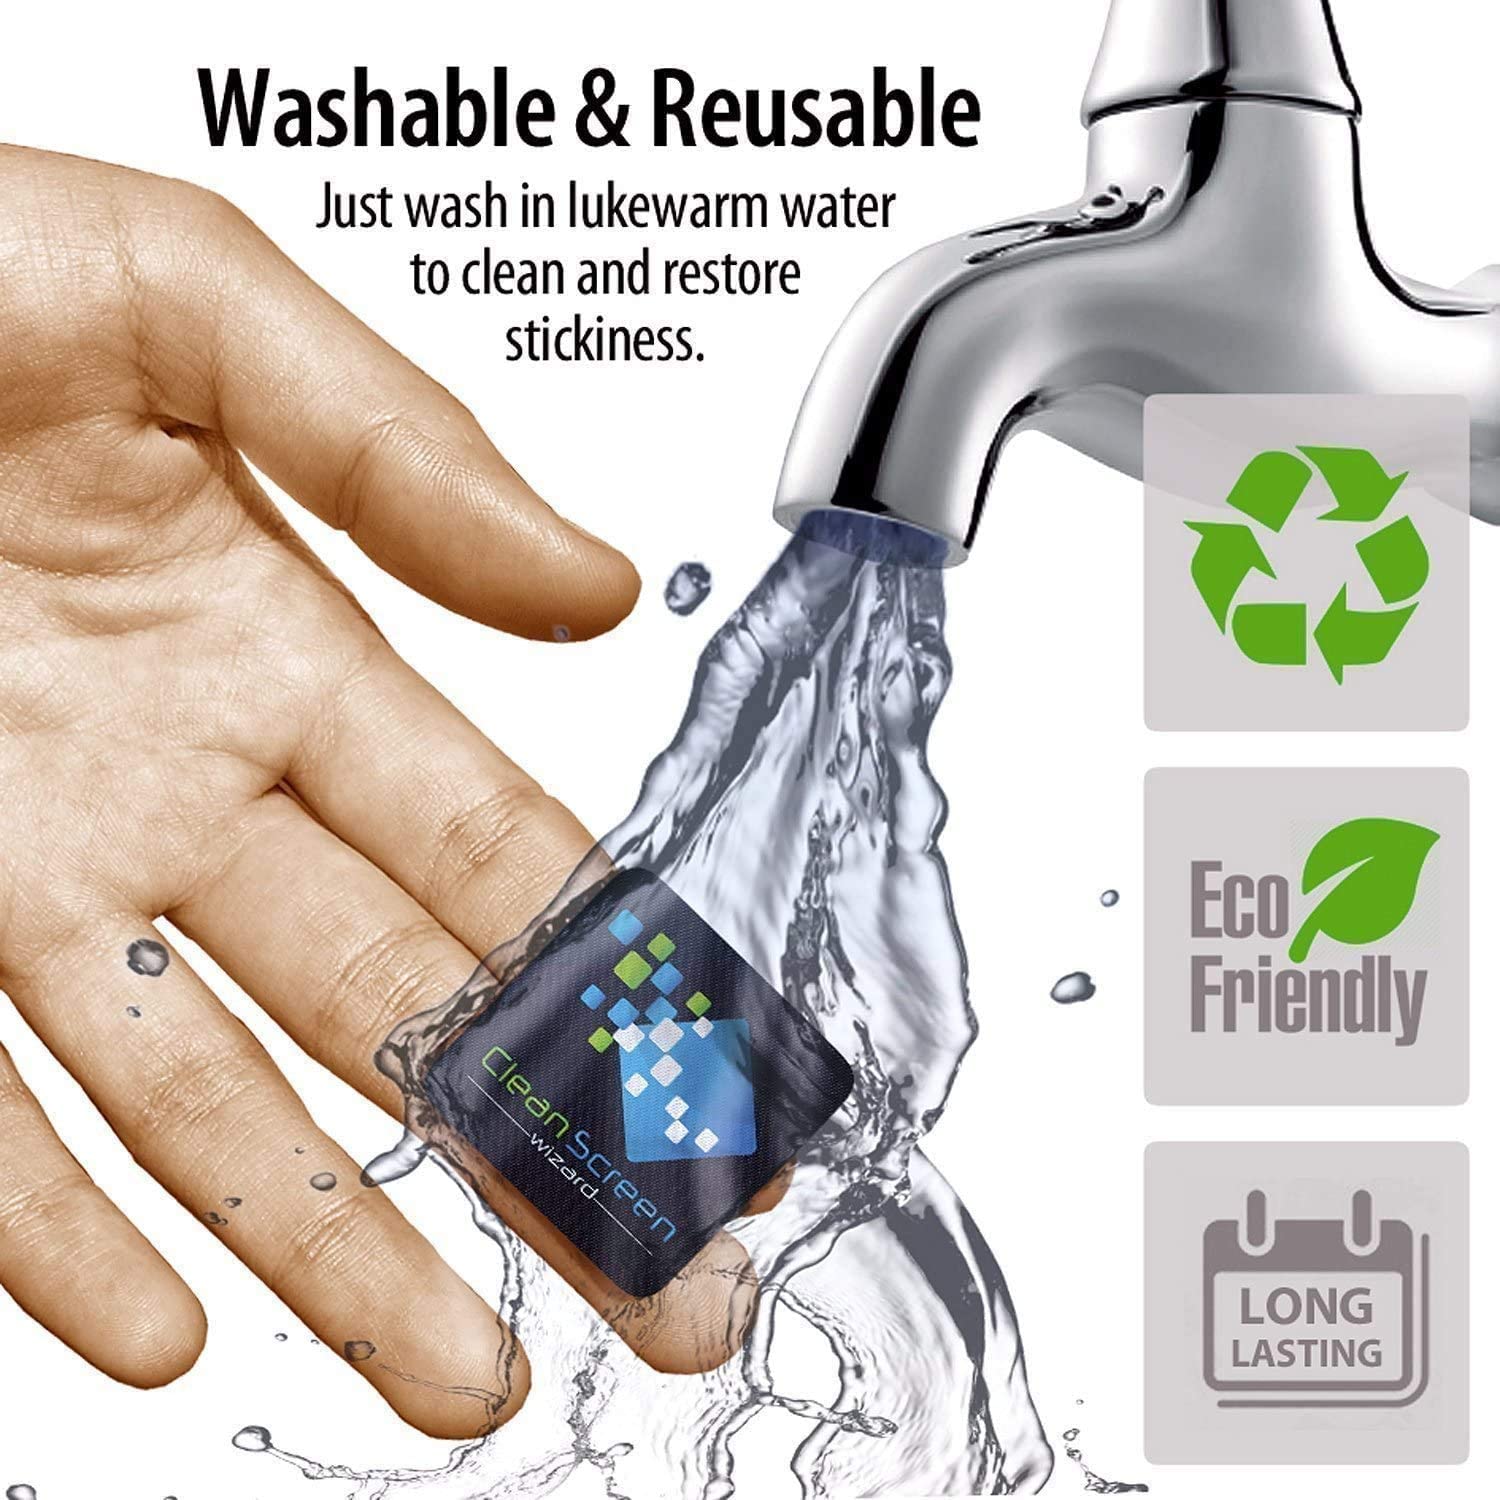 Washable & Reusable
Just wash in lukewarm water
to clean and restore
stickiness.
Eco
Friendly
Clean Screen
wizard
LONG
LASTING